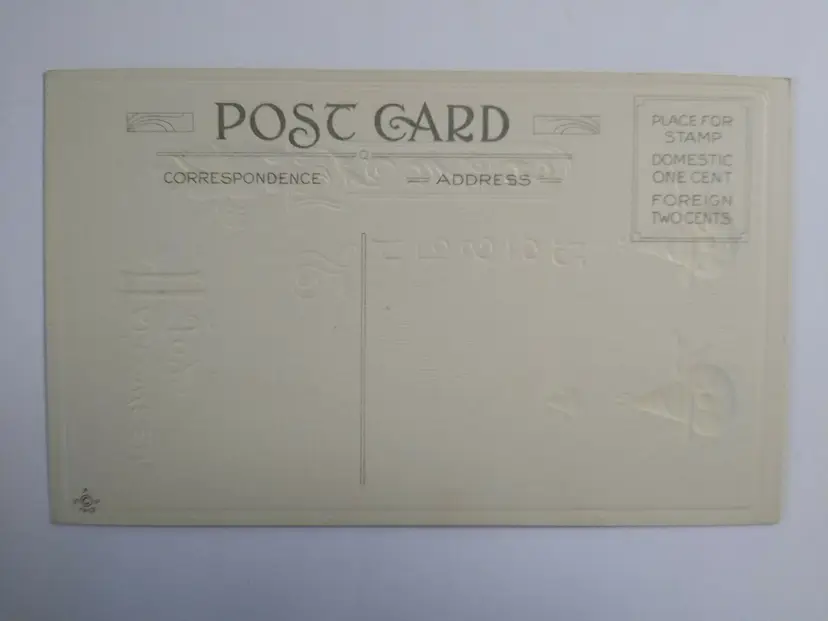 POST CARD
CORRESPONDENCE
ADDRESS
PLACE FOR
STAMP
DOMESTIC
ONE CENT
FOREIGN
TWO CENTS